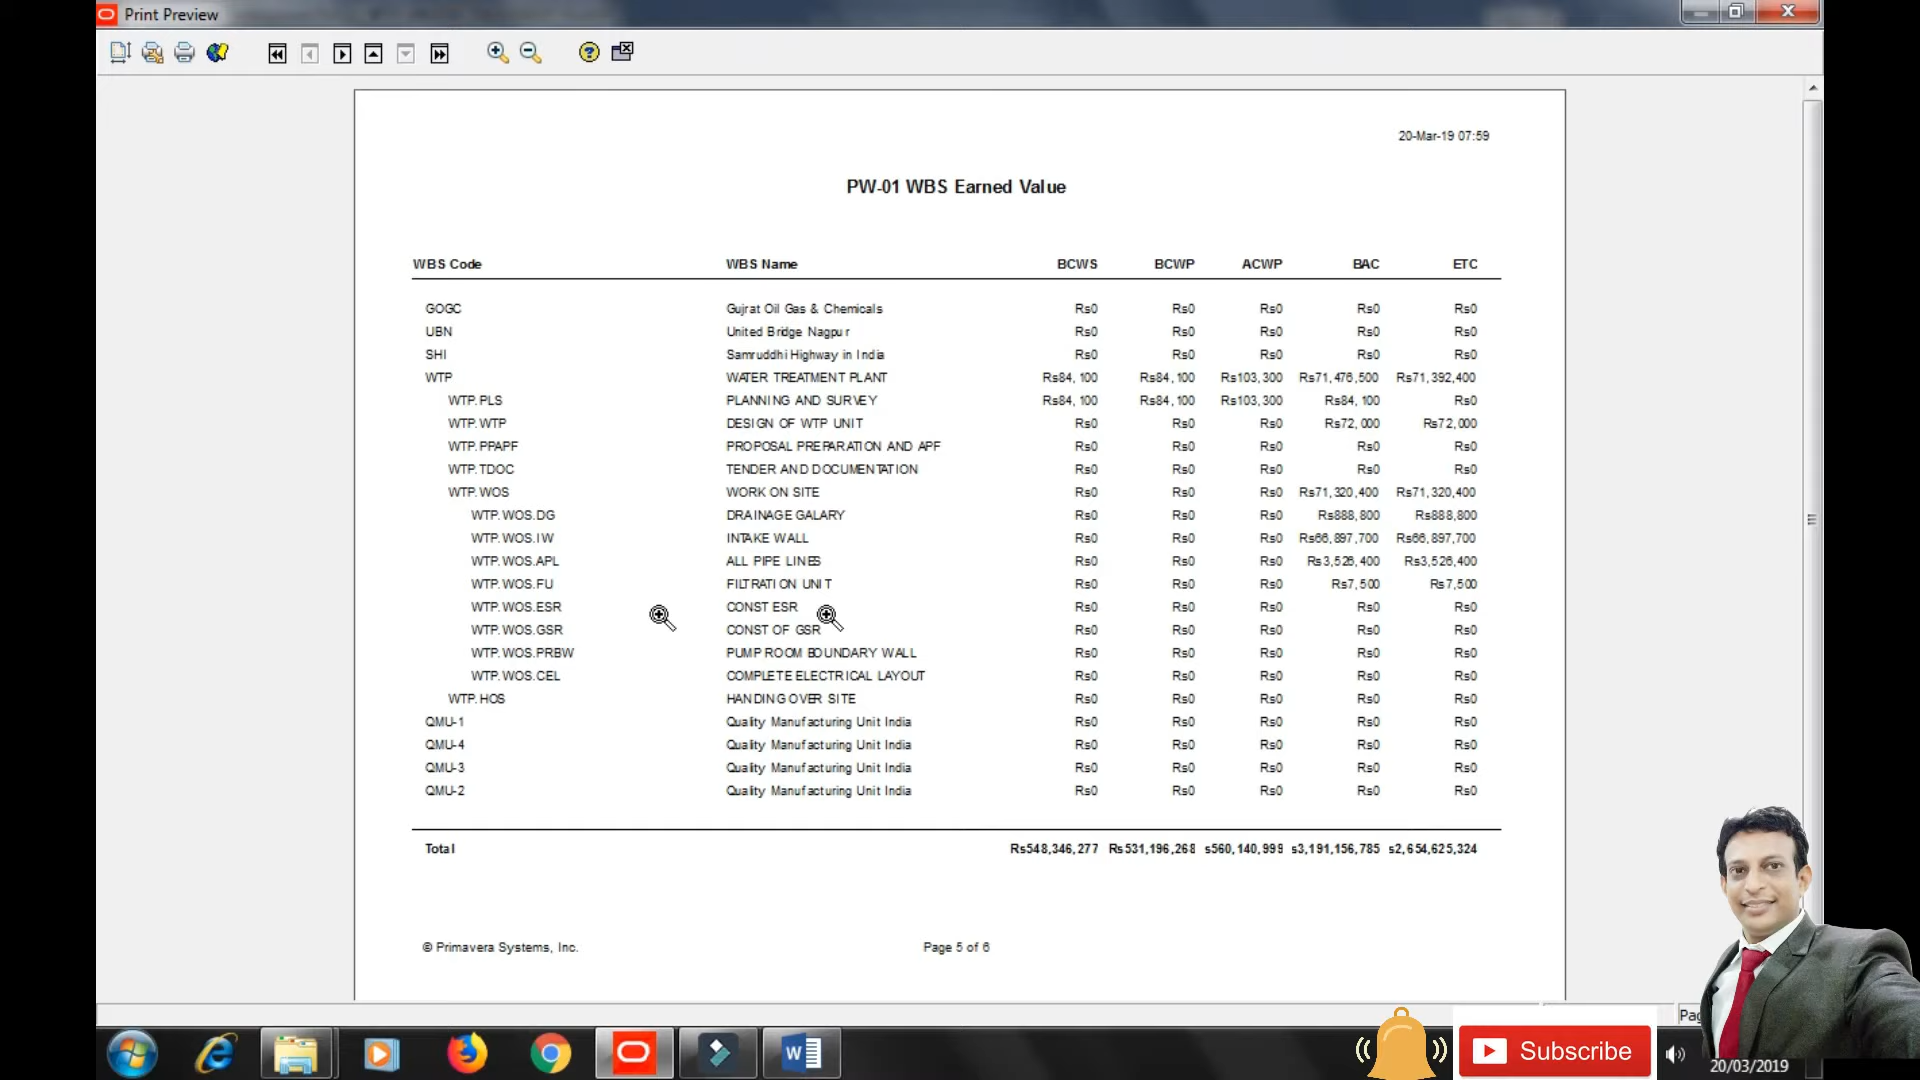 Print Preview
20-Mar-19 07:59
PW-01 WBS Earned Value
WBS Code WBS Name BCWS BCWP ACWP BAC ETC
GOGC Gujrat Oil Gas & Chemicals Rs0 Rs0 Rs0 Rs0 Rs0
UBN United Bridge Nagpur Rs0 Rs0 Rs0 Rs0 Rs0
SHI Samruddhi Highway in India Rs0 Rs0 Rs0 Rs0 Rs0
WTP WATER TREATMENT PLANT Rs84,100 Rs84,100 Rs103,300 Rs71,476,500 Rs71,392,400
WTP.PLS PLANNING AND SURVEY Rs84,100 Rs84,100 Rs103,300 Rs84,100 Rs0
WTP.WTP DESIGN OF WTP UNIT Rs0 Rs0 Rs0 Rs72,000 Rs72,000
WTP.PPAPF PROPOSAL PREPARATION AND APF Rs0 Rs0 Rs0 Rs0 Rs0
WTP.TDOC TENDER AND DOCUMENTATION Rs0 Rs0 Rs0 Rs0 Rs0
WTP.WOS WORK ON SITE Rs0 Rs0 Rs0 Rs71,320,400 Rs71,320,400
WTP.WOS.DG DRAINAGE GALARY Rs0 Rs0 Rs0 Rs888,800 Rs888,800
WTP.WOS.IW INTAKE WALL Rs0 Rs0 Rs0 Rs66,897,700 Rs66,897,700
WTP.WOS.APL ALL PIPE LINES Rs0 Rs0 Rs0 Rs3,526,400 Rs3,526,400
WTP.WOS.FU FILTRATION UNIT Rs0 Rs0 Rs0 Rs7,500 Rs7,500
WTP.WOS.ESR CONST ESR Rs0 Rs0 Rs0 Rs0 Rs0
WTP.WOS.GSR CONST OF GSR Rs0 Rs0 Rs0 Rs0 Rs0
WTP.WOS.PRBW PUMP ROOM BOUNDARY WALL Rs0 Rs0 Rs0 Rs0 Rs0
WTP.WOS.CEL COMPLETE ELECTRICAL LAYOUT Rs0 Rs0 Rs0 Rs0 Rs0
WTP.HOS HANDING OVER SITE Rs0 Rs0 Rs0 Rs0 Rs0
QMU-1 Quality Manufacturing Unit India Rs0 Rs0 Rs0 Rs0 Rs0
QMU-4 Quality Manufacturing Unit India Rs0 Rs0 Rs0 Rs0 Rs0
QMU-3 Quality Manufacturing Unit India Rs0 Rs0 Rs0 Rs0 Rs0
QMU-2 Quality Manufacturing Unit India Rs0 Rs0 Rs0 Rs0 Rs0
Total Rs548,346,277 Rs531,196,268 s560,140,999 s3,191,156,785 s2,654,625,324
© Primavera Systems, Inc. Page 5 of 6
Subscribe
20/03/2019